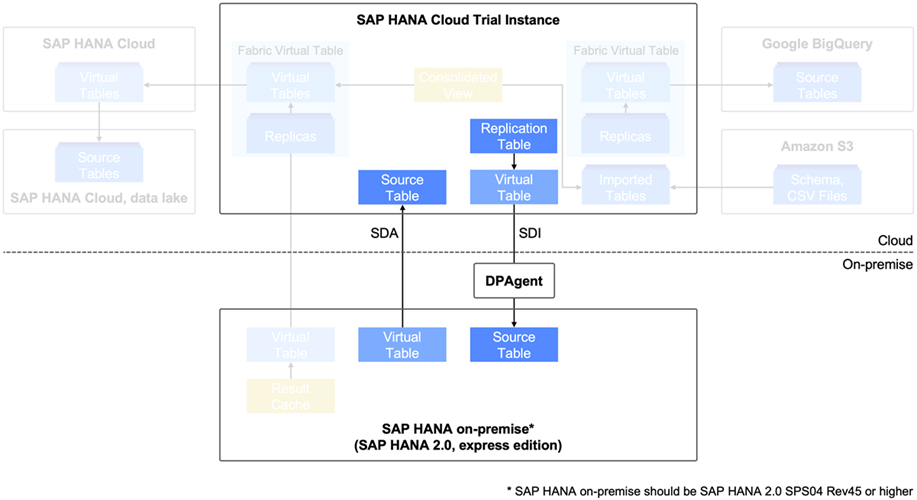 SAP HANA Cloud Trial Instance
SAP HANA Cloud
Virtual
Tables
Source
Tables
SAP HANA Cloud, data lake
Fabric Virtual Table
Virtual
Tables
Replicas
Consolidated
View
Replication
Table
Virtual
Table
Source
Table
Fabric Virtual Table
Virtual
Tables
Replicas
Imported
Tables
Google BigQuery
Source
Tables
Amazon S3
Schema,
CSV Files
SDA
SDI
Cloud
On-premise
DPAgent
Virtual
Table
Result
Cache
Virtual
Table
Source
Table
SAP HANA on-premise*
(SAP HANA 2.0, express edition)
* SAP HANA on-premise should be SAP HANA 2.0 SPS04 Rev45 or higher